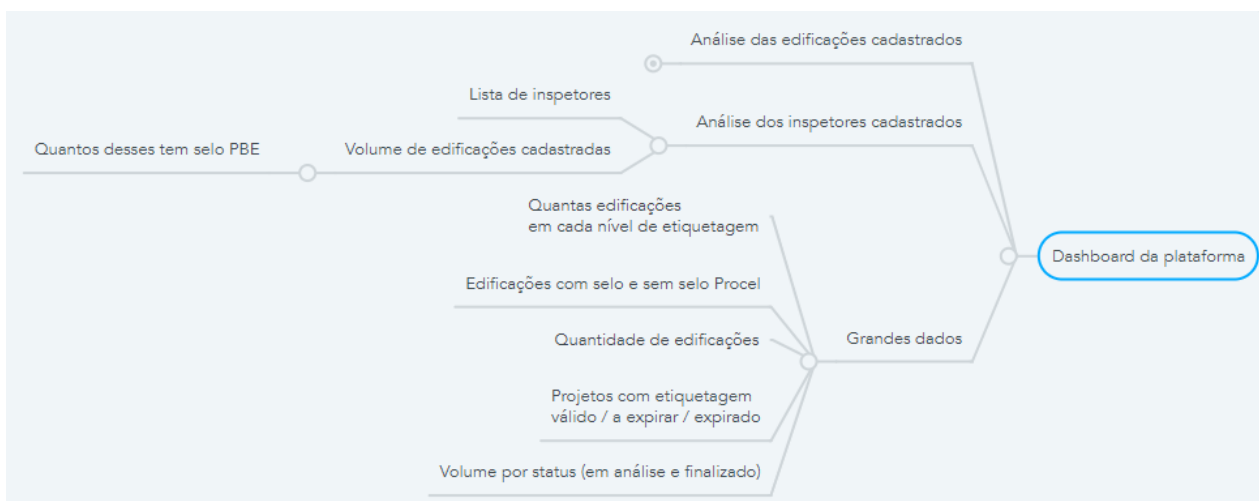 Análise das edificações cadastrados
Lista de inspetores
Análise dos inspetores cadastrados
Quantos desses tem selo PBE
Volume de edificações cadastradas
Quantas edificações
em cada nível de etiquetagem
Dashboard da plataforma
Edificações com selo e sem selo Procel
Quantidade de edificações
Grandes dados
Projetos com etiquetagem
válido / a expirar / expirado
Volume por status (em análise e finalizado)